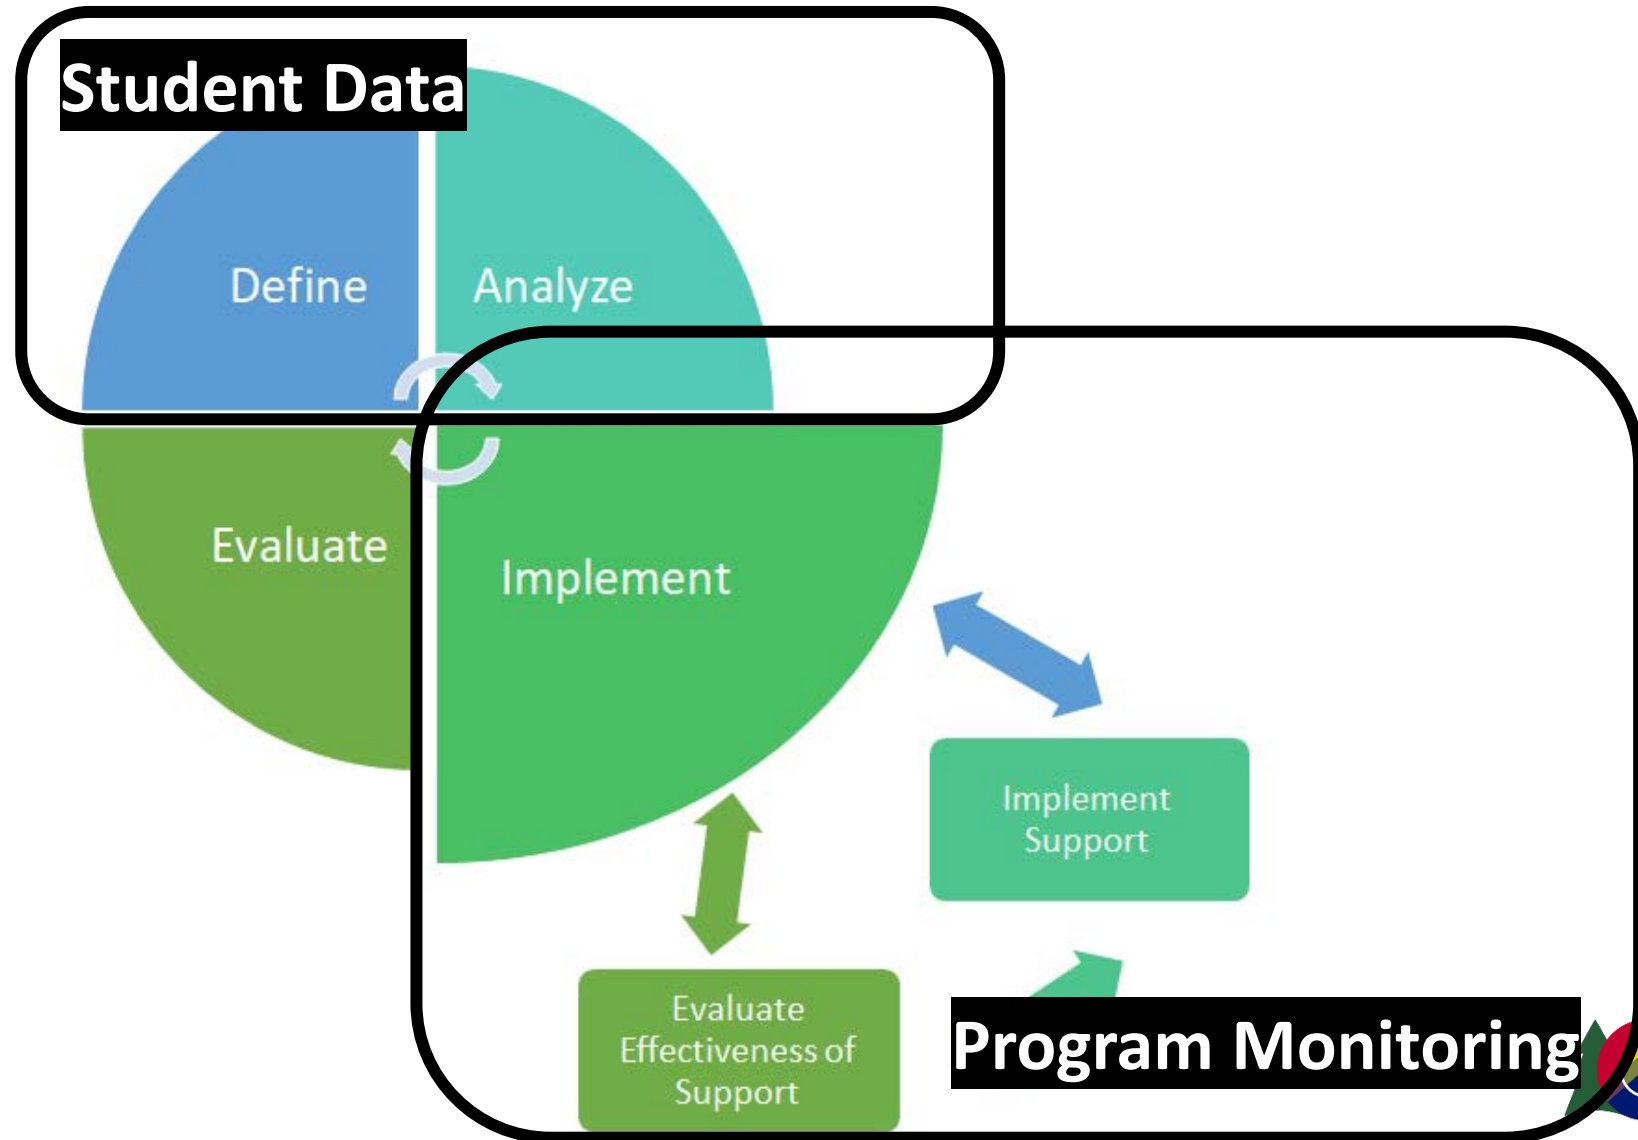 Student Data
Define
Analyze
Evaluate
Implement
Implement
Support
Evaluate
Effectiveness of
Support
Program Monitoring